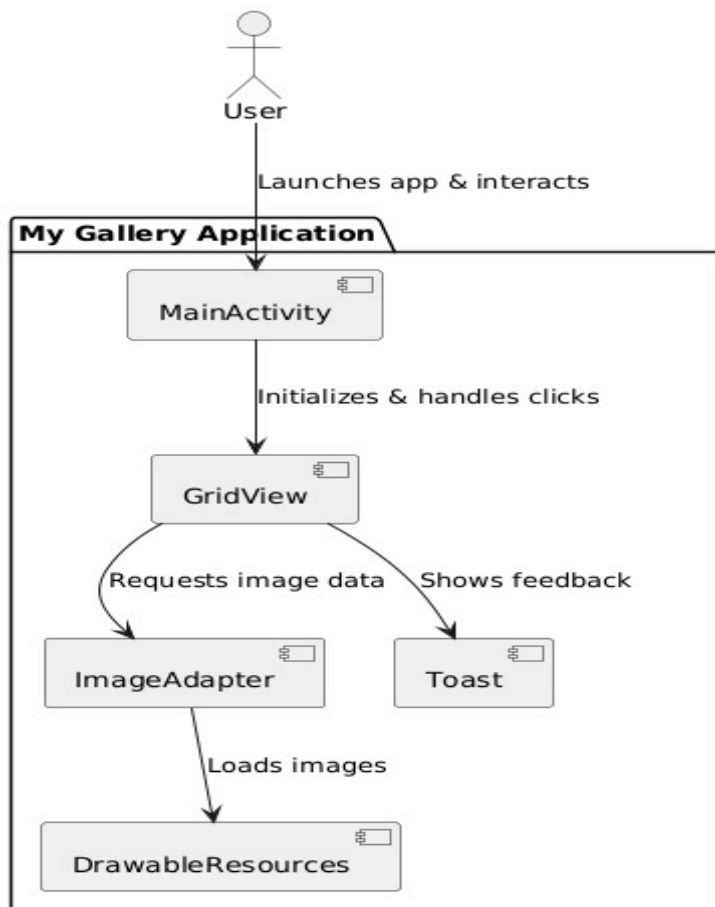 User
Launches app & interacts
My Gallery Application
MainActivity
Initializes & handles clicks
GridView
Requests image data
Shows feedback
ImageAdapter
Toast
Loads images
DrawableResources